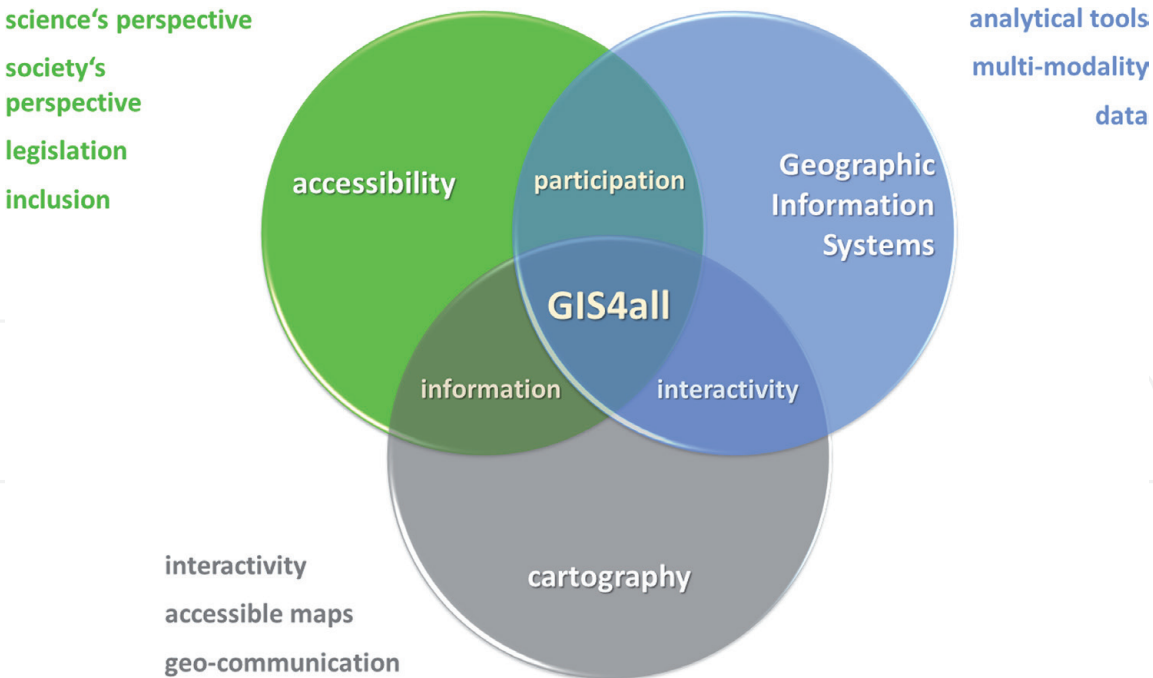 science‘s perspective
society‘s
perspective
legislation
inclusion
analytical tools
multi-modality
data
accessibility
participation
Geographic
Information
Systems
GIS4all
information
interactivity
cartography
interactivity
accessible maps
geo-communication